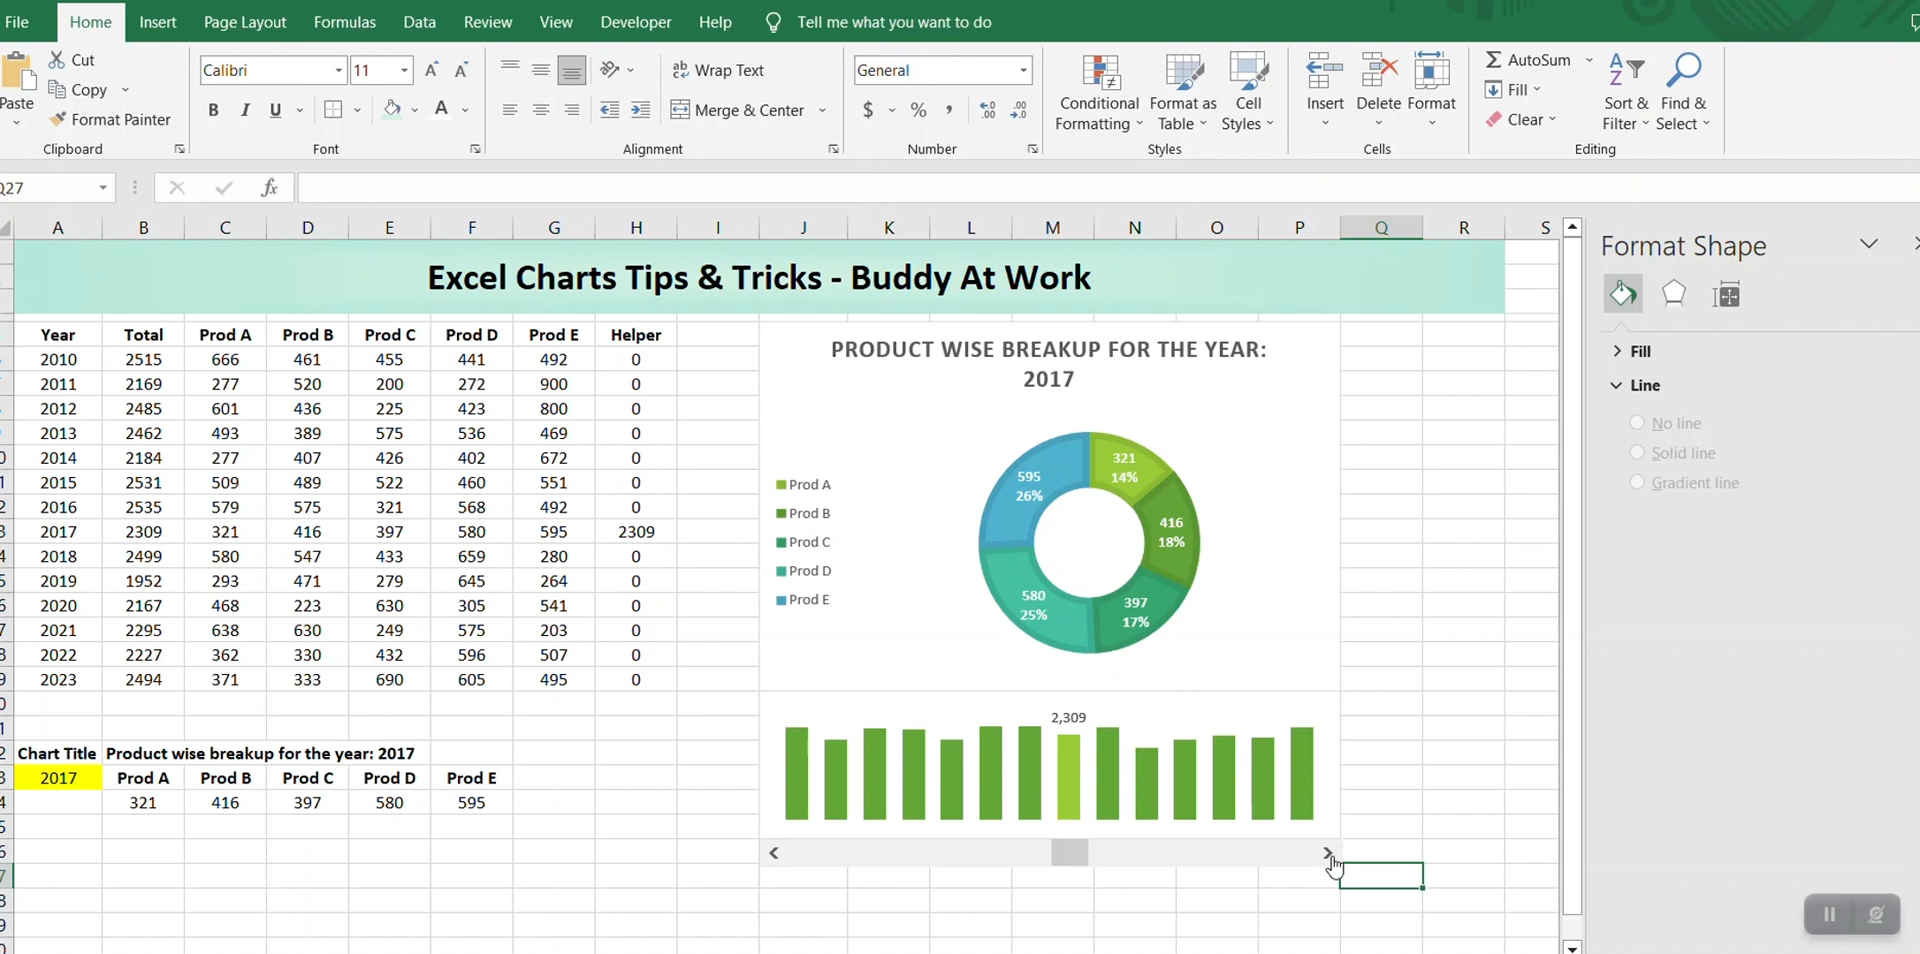 File Home Insert Page Layout Formulas Data Review View Developer Help Tell me what you want to do
Cut
Copy
Paste
Format Painter
Clipboard
Calibri 11
B I U A
Font
ab Wrap Text
Merge & Center
Alignment
General
$ % ,
Number
Conditional Formatting
Format as Table
Cell Styles
Styles
Insert Delete Format
Cells
AutoSum
Fill
Clear
Sort & Filter
Find & Select
Editing
Q27 fx
A B C D E F G H I J K L M N O P Q R S
Excel Charts Tips & Tricks - Buddy At Work
Year Total Prod A Prod B Prod C Prod D Prod E Helper
2010 2515 666 461 455 441 492 0
2011 2169 277 520 200 272 900 0
2012 2485 601 436 225 423 800 0
2013 2462 493 389 575 536 469 0
2014 2184 277 407 426 402 672 0
2015 2531 509 489 522 460 551 0
2016 2535 579 575 321 568 492 0
2017 2309 321 416 397 580 595 2309
2018 2499 580 547 433 659 280 0
2019 1952 293 471 279 645 264 0
2020 2167 468 223 630 305 541 0
2021 2295 638 630 249 575 203 0
2022 2227 362 330 432 596 507 0
2023 2494 371 333 690 605 495 0
Chart Title Product wise breakup for the year: 2017
2017 Prod A Prod B Prod C Prod D Prod E
321 416 397 580 595
PRODUCT WISE BREAKUP FOR THE YEAR:
2017
Prod A
Prod B
Prod C
Prod D
Prod E
321
14%
416
18%
397
17%
580
25%
595
26%
2,309
Format Shape
Fill
Line
No line
Solid line
Gradient line